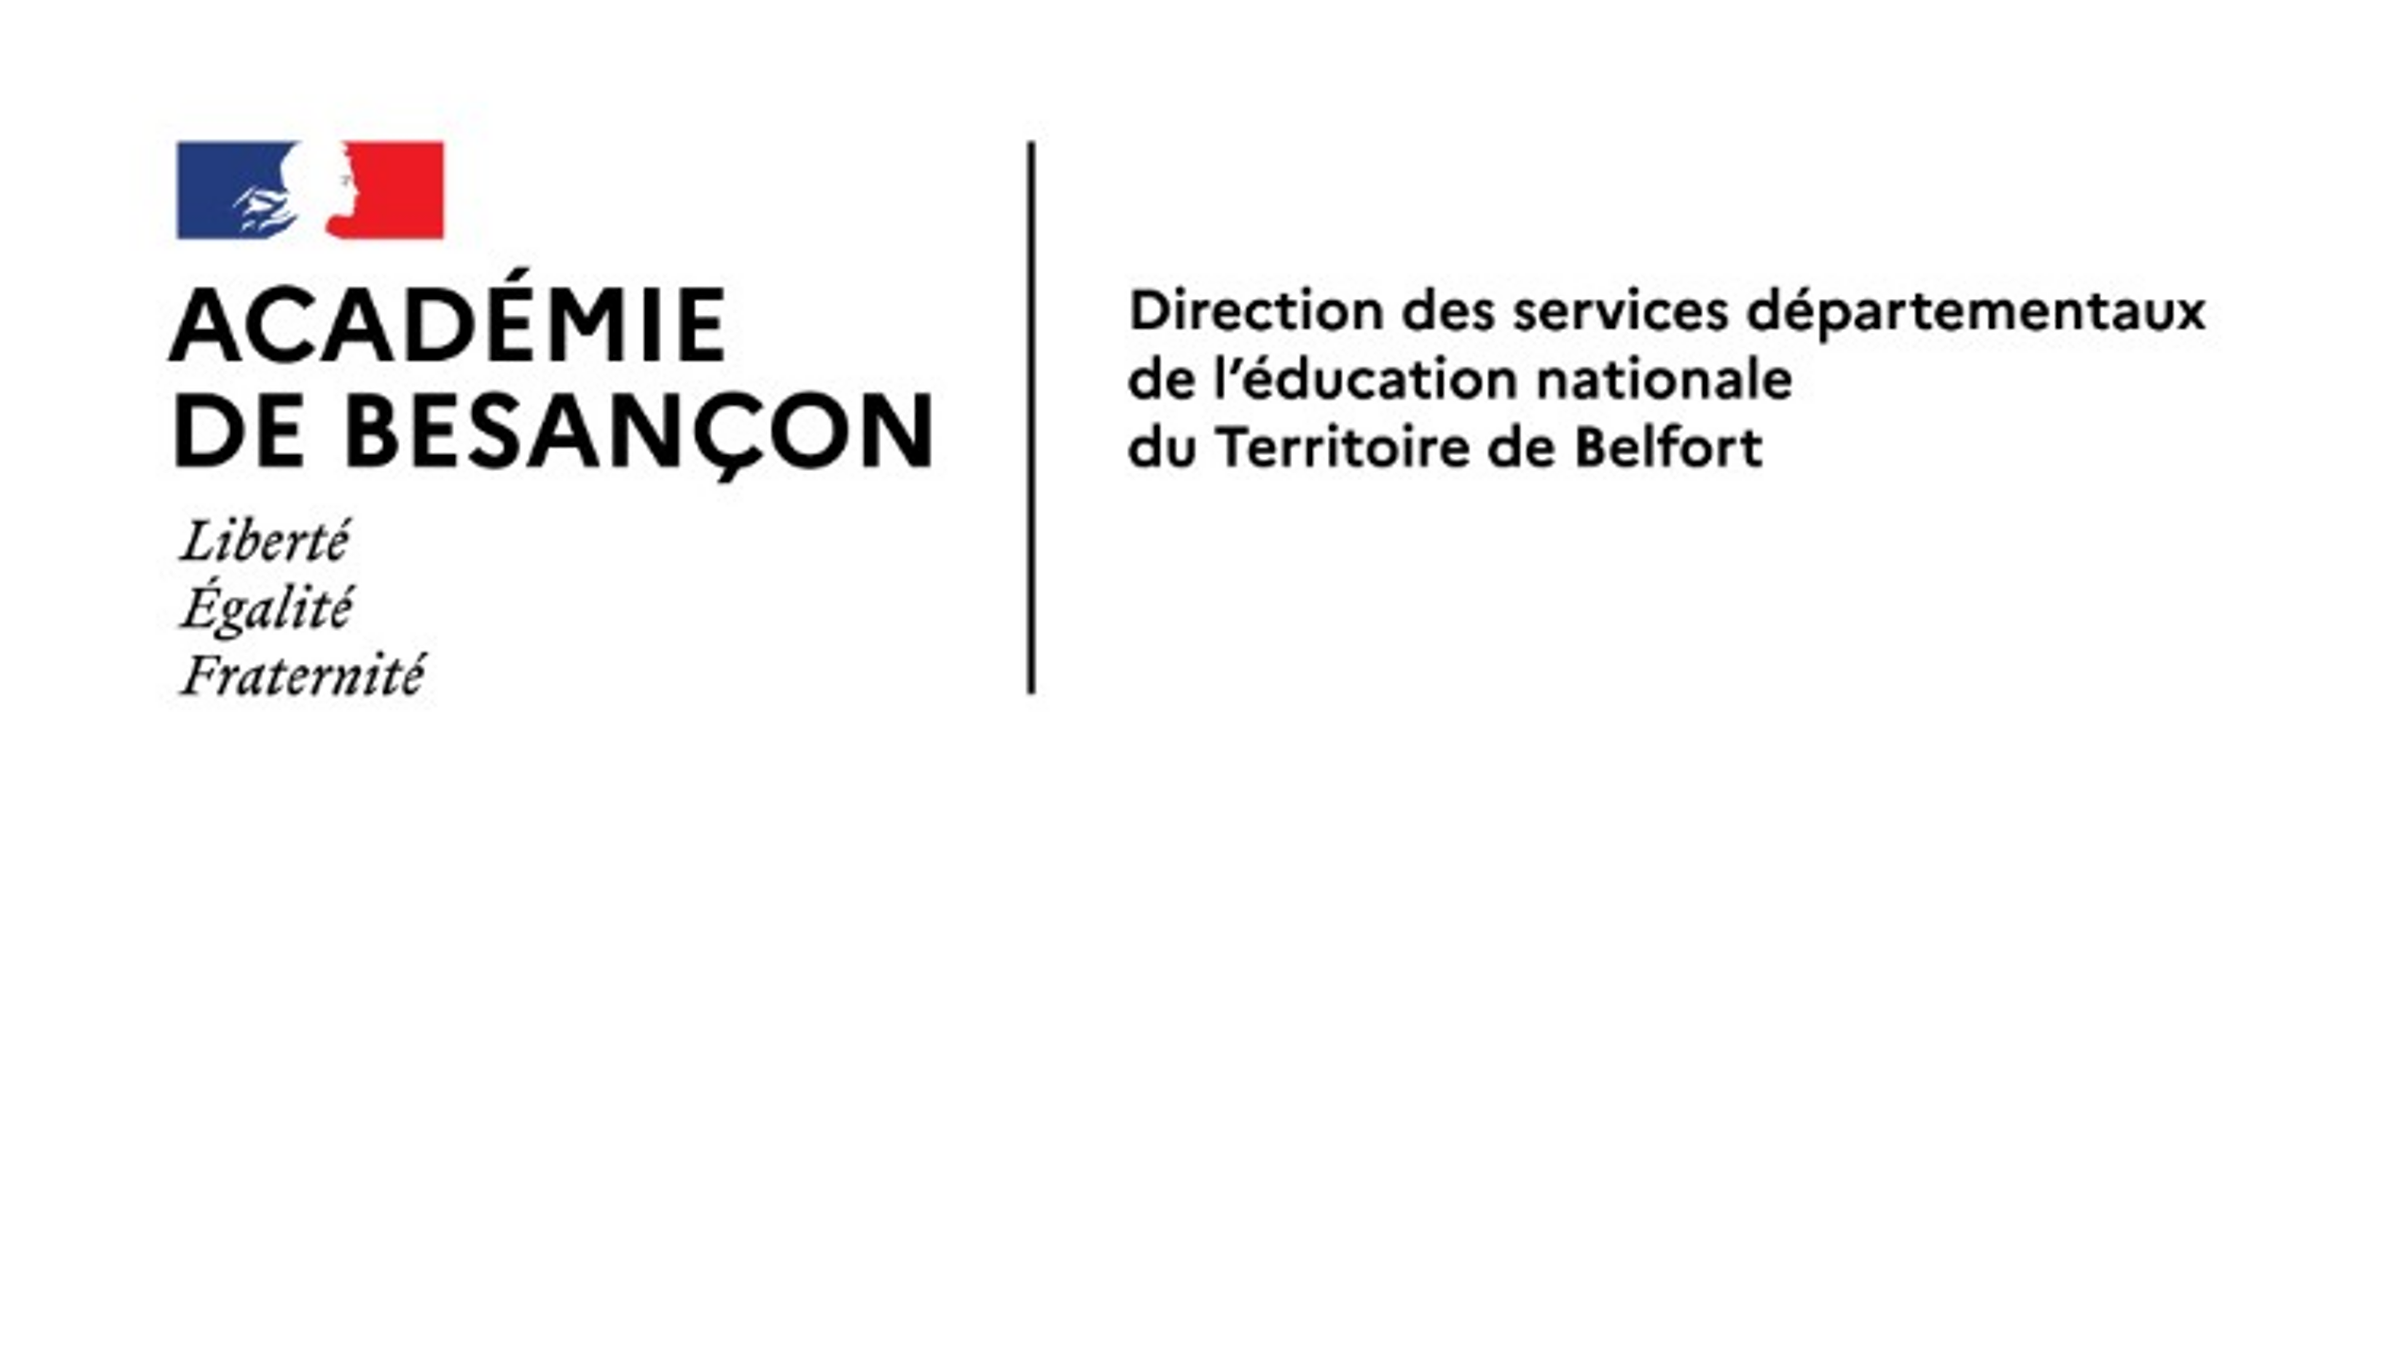 ACADÉMIE
DE BESANÇON
Liberté
Égalité
Fraternité
Direction des services départementaux
de l’éducation nationale
du Territoire de Belfort